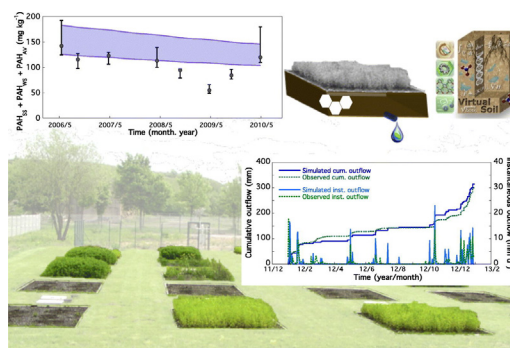 PAH_SS + PAH_WS + PAH_AV (mg kg⁻¹)
200
150
100
50
0
2006/5
2007/5
2008/5
2009/5
2010/5
Time (month. year)
Virtual
Soil
Cumulative outflow (mm)
400
300
200
100
0
Simulated cum. outflow
Observed cum. outflow
Simulated inst. outflow
Observed inst. outflow
40
30
20
10
0
11/12
12/2
12/4
12/6
12/8
12/10
12/12
13/2
Time (year/month)